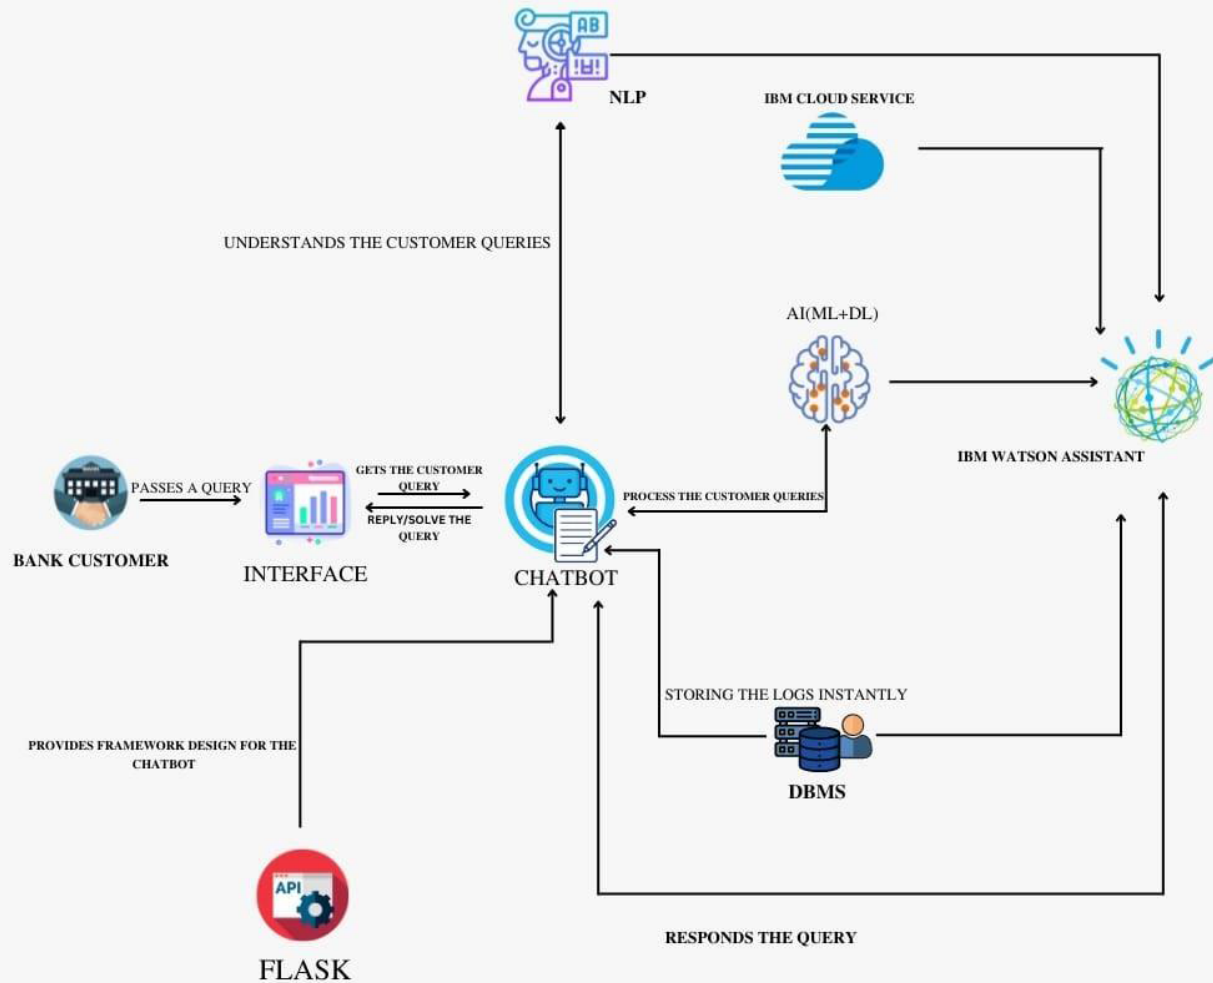 AB
NLP
IBM CLOUD SERVICE
UNDERSTANDS THE CUSTOMER QUERIES
AI(ML+DL)
IBM WATSON ASSISTANT
PASSES A QUERY
GETS THE CUSTOMER
QUERY
REPLY/SOLVE THE
QUERY
PROCESS THE CUSTOMER QUERIES
BANK CUSTOMER
INTERFACE
CHATBOT
STORING THE LOGS INSTANTLY
PROVIDES FRAMEWORK DESIGN FOR THE
CHATBOT
DBMS
API
RESPONDS THE QUERY
FLASK